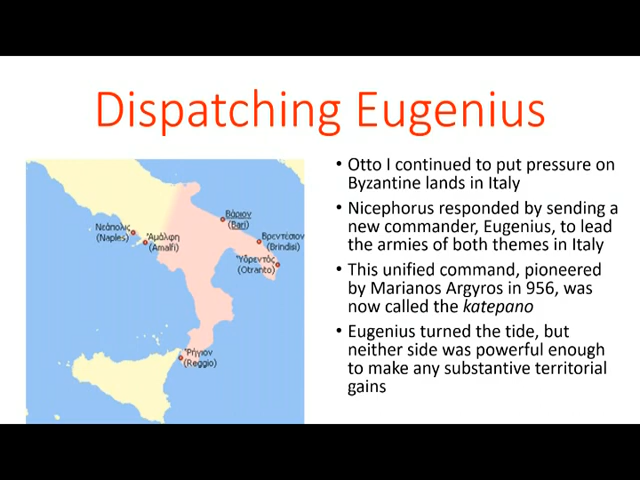 Dispatching Eugenius
Νεάπολις
(Naples)
Ἀμάλφη
(Amalfi)
Βάριον
(Bari)
Βρεντέσιον
(Brindisi)
Ὑδρεντός
(Otranto)
Ῥήγιον
(Reggio)
• Otto I continued to put pressure on
Byzantine lands in Italy
• Nicephorus responded by sending a
new commander, Eugenius, to lead
the armies of both themes in Italy
• This unified command, pioneered
by Marianos Argyros in 956, was
now called the katepano
• Eugenius turned the tide, but
neither side was powerful enough
to make any substantive territorial
gains